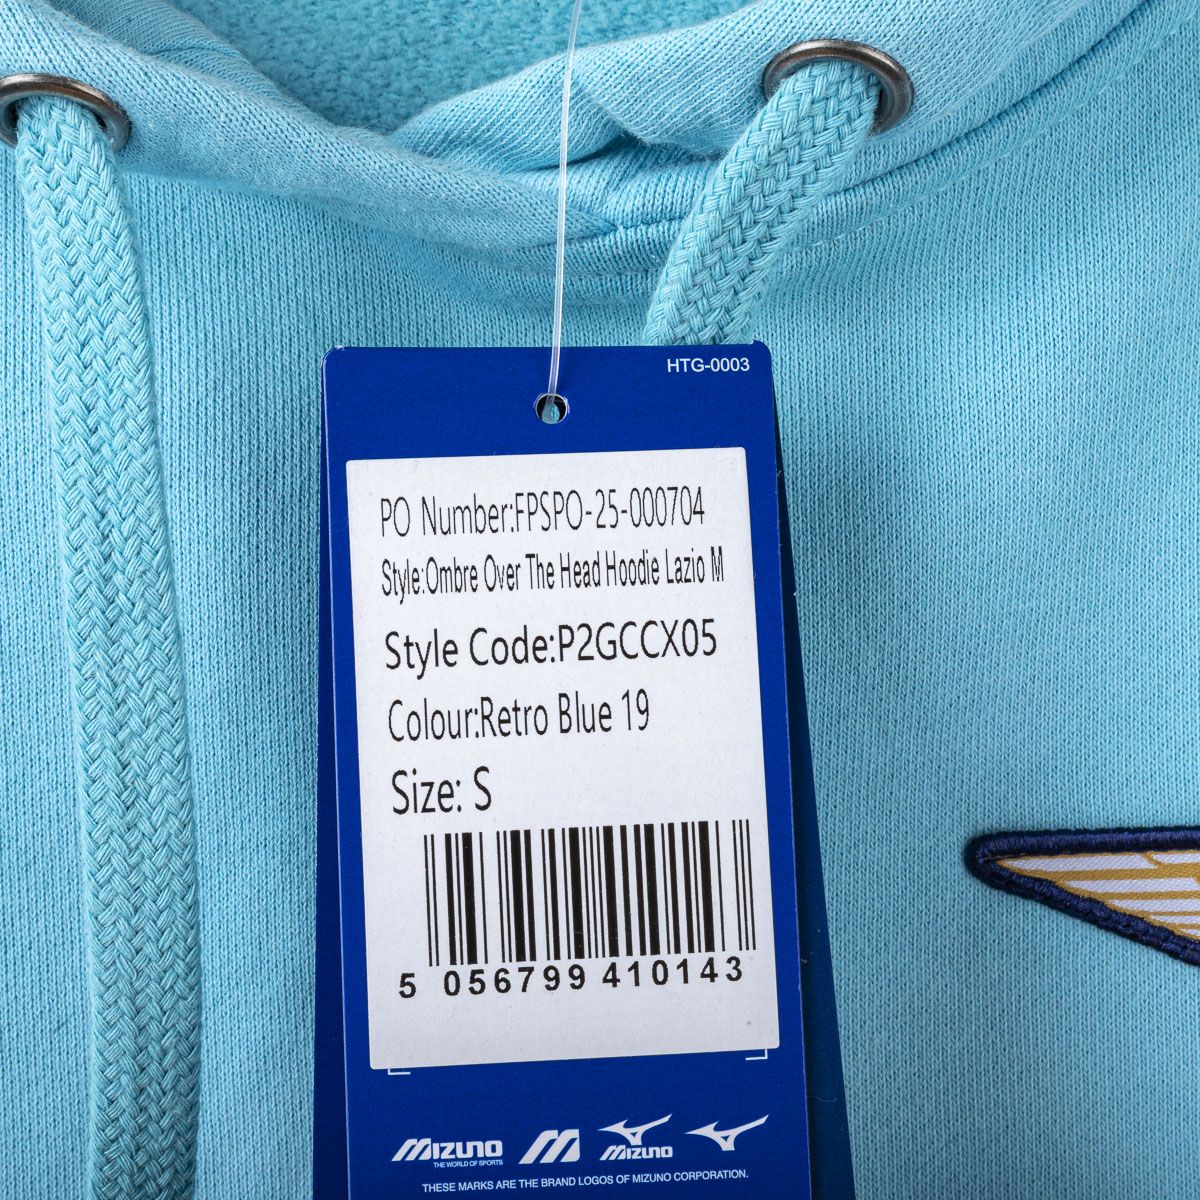 HTG-0003
PO Number:FPSPO-25-000704
Style:Ombre Over The Head Hoodie Lazio M
Style Code:P2GCCX05
Colour:Retro Blue 19
Size: S
5 056799 410143
MIZUNO MIZUNO
THE WORLD OF SPORTS
THESE MARKS ARE THE BRAND LOGOS OF MIZUNO CORPORATION.